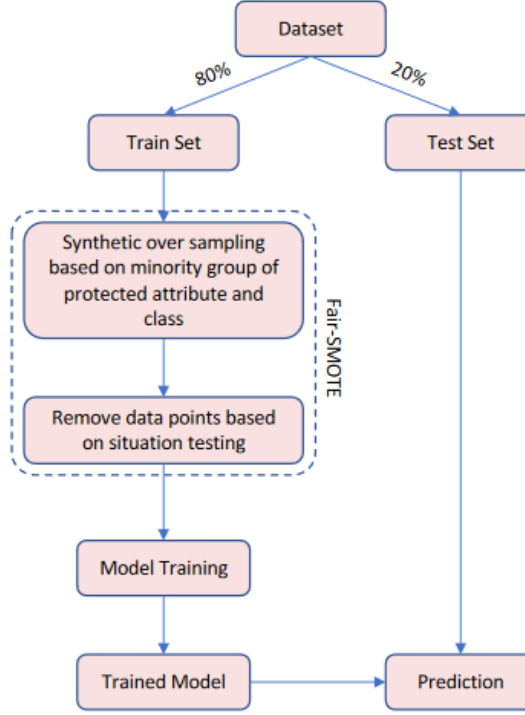 Dataset
80%
20%
Train Set
Test Set
Synthetic over sampling
based on minority group of
protected attribute and
class
Fair-SMOTE
Remove data points based
on situation testing
Model Training
Trained Model
Prediction